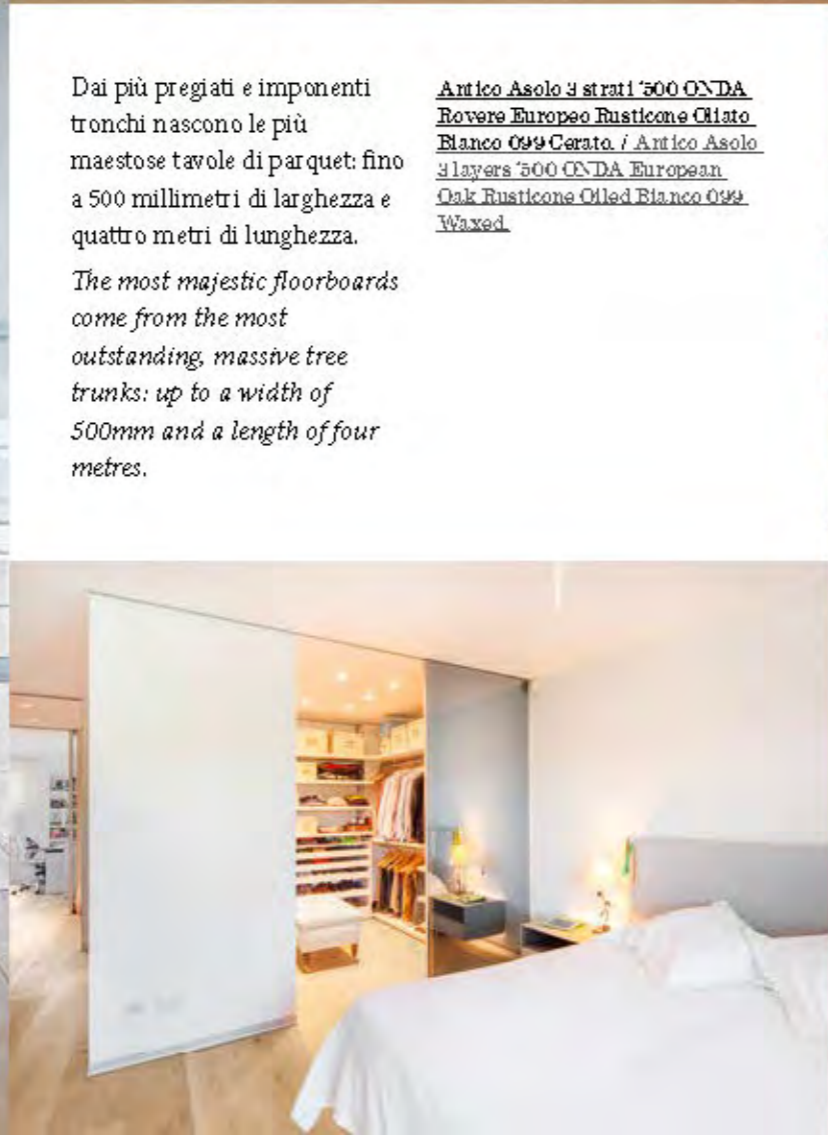 Dai più pregiati e imponenti
tronchi nascono le più
maestose tavole di parquet: fino
a 500 millimetri di larghezza e
quattro metri di lunghezza.
The most majestic floorboards
come from the most
outstanding, massive tree
trunks: up to a width of
500mm and a length of four
metres.
Antico Asolo 3 strati '500 ONDA
Rovere Europeo Rusticone Oliato
Bianco 099 Cerato. / Antico Asolo
3 layers '500 ONDA European
Oak Rusticone Oiled Bianco 099
Waxed.